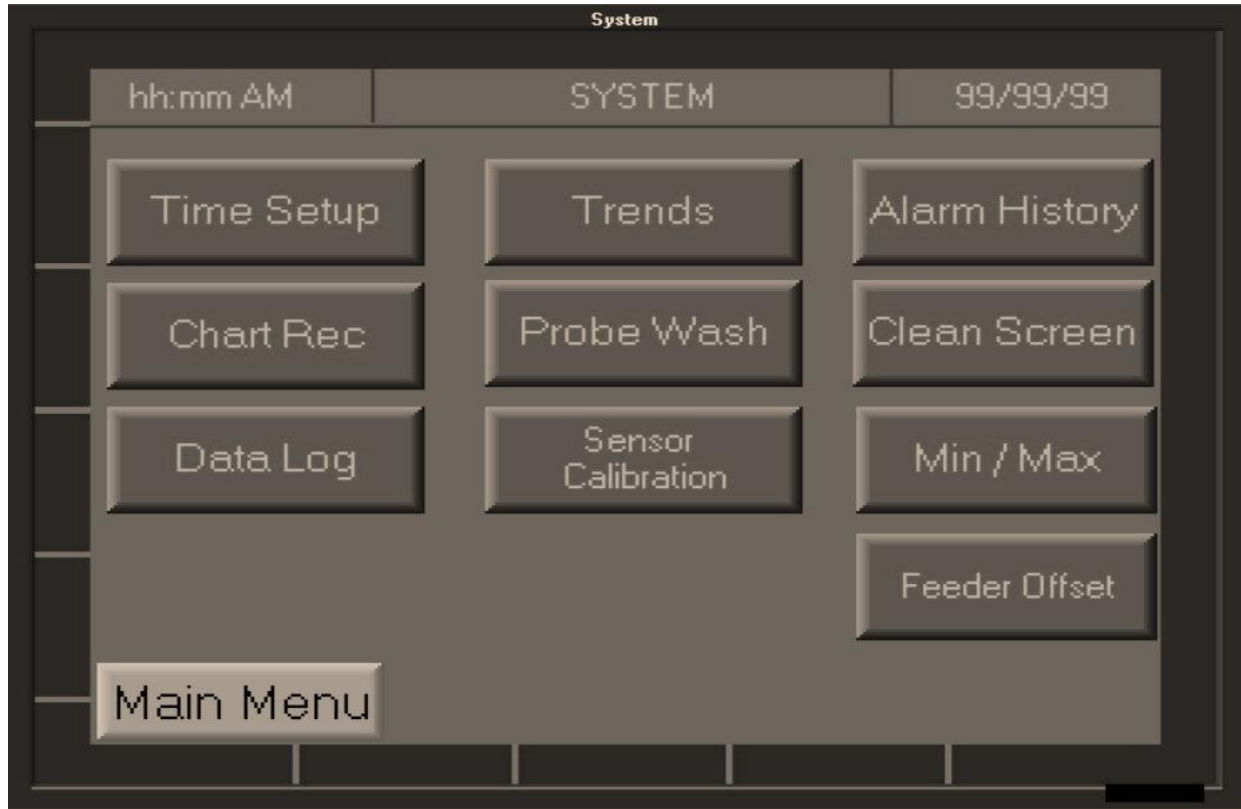 System
hh:mm AM SYSTEM 99/99/99
Time Setup Trends Alarm History
Chart Rec Probe Wash Clean Screen
Data Log Sensor Calibration Min / Max
Feeder Offset
Main Menu